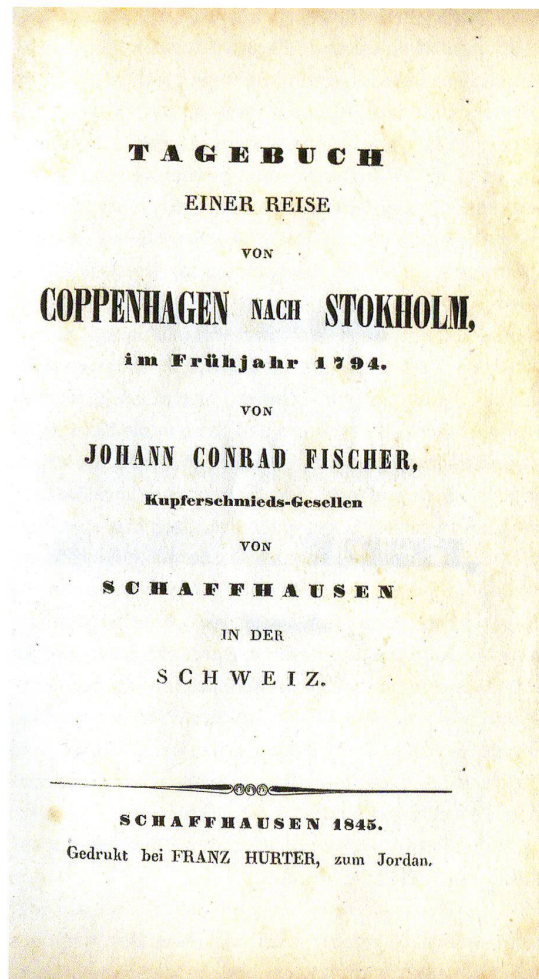 TAGEBUCH
EINER REISE
VON
COPPENHAGEN NACH STOKHOLM,
im Frühjahr 1794.
VON
JOHANN CONRAD FISCHER,
Kupferschmieds-Gesellen
VON
SCHAFFHAUSEN
IN DER
SCHWEIZ.
SCHAFFHAUSEN 1845.
Gedrukt bei FRANZ HURTER, zum Jordan.